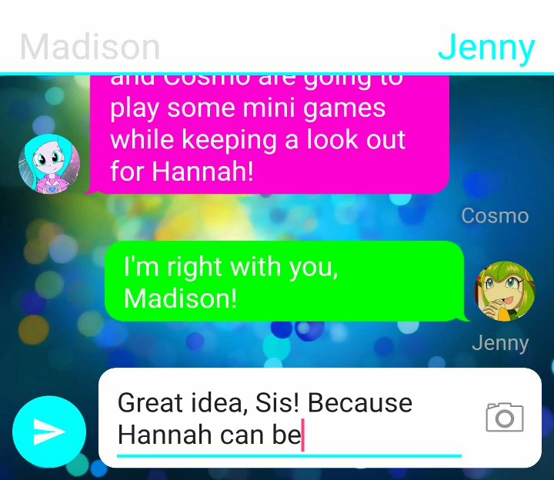 Madison
Jenny
and Cosmo are going to
play some mini games
while keeping a look out
for Hannah!
Cosmo
I'm right with you,
Madison!
Jenny
Great idea, Sis! Because
Hannah can be